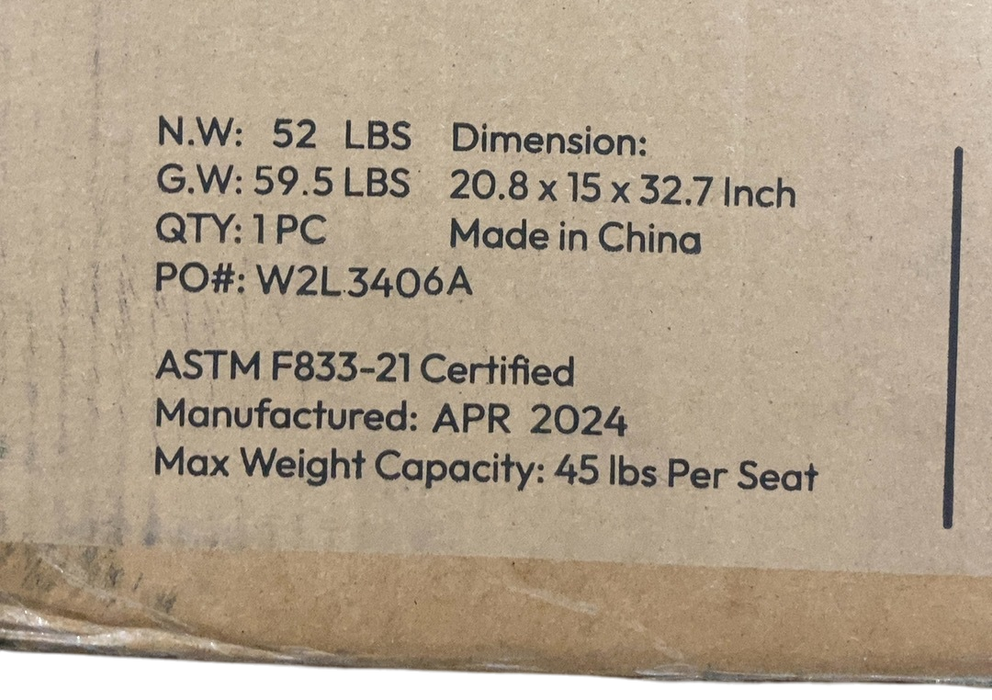 N.W: 52 LBS
G.W: 59.5 LBS
QTY: 1 PC
PO#: W2L3406A
Dimension:
20.8 x 15 x 32.7 Inch
Made in China
ASTM F833-21 Certified
Manufactured: APR 2024
Max Weight Capacity: 45 lbs Per Seat